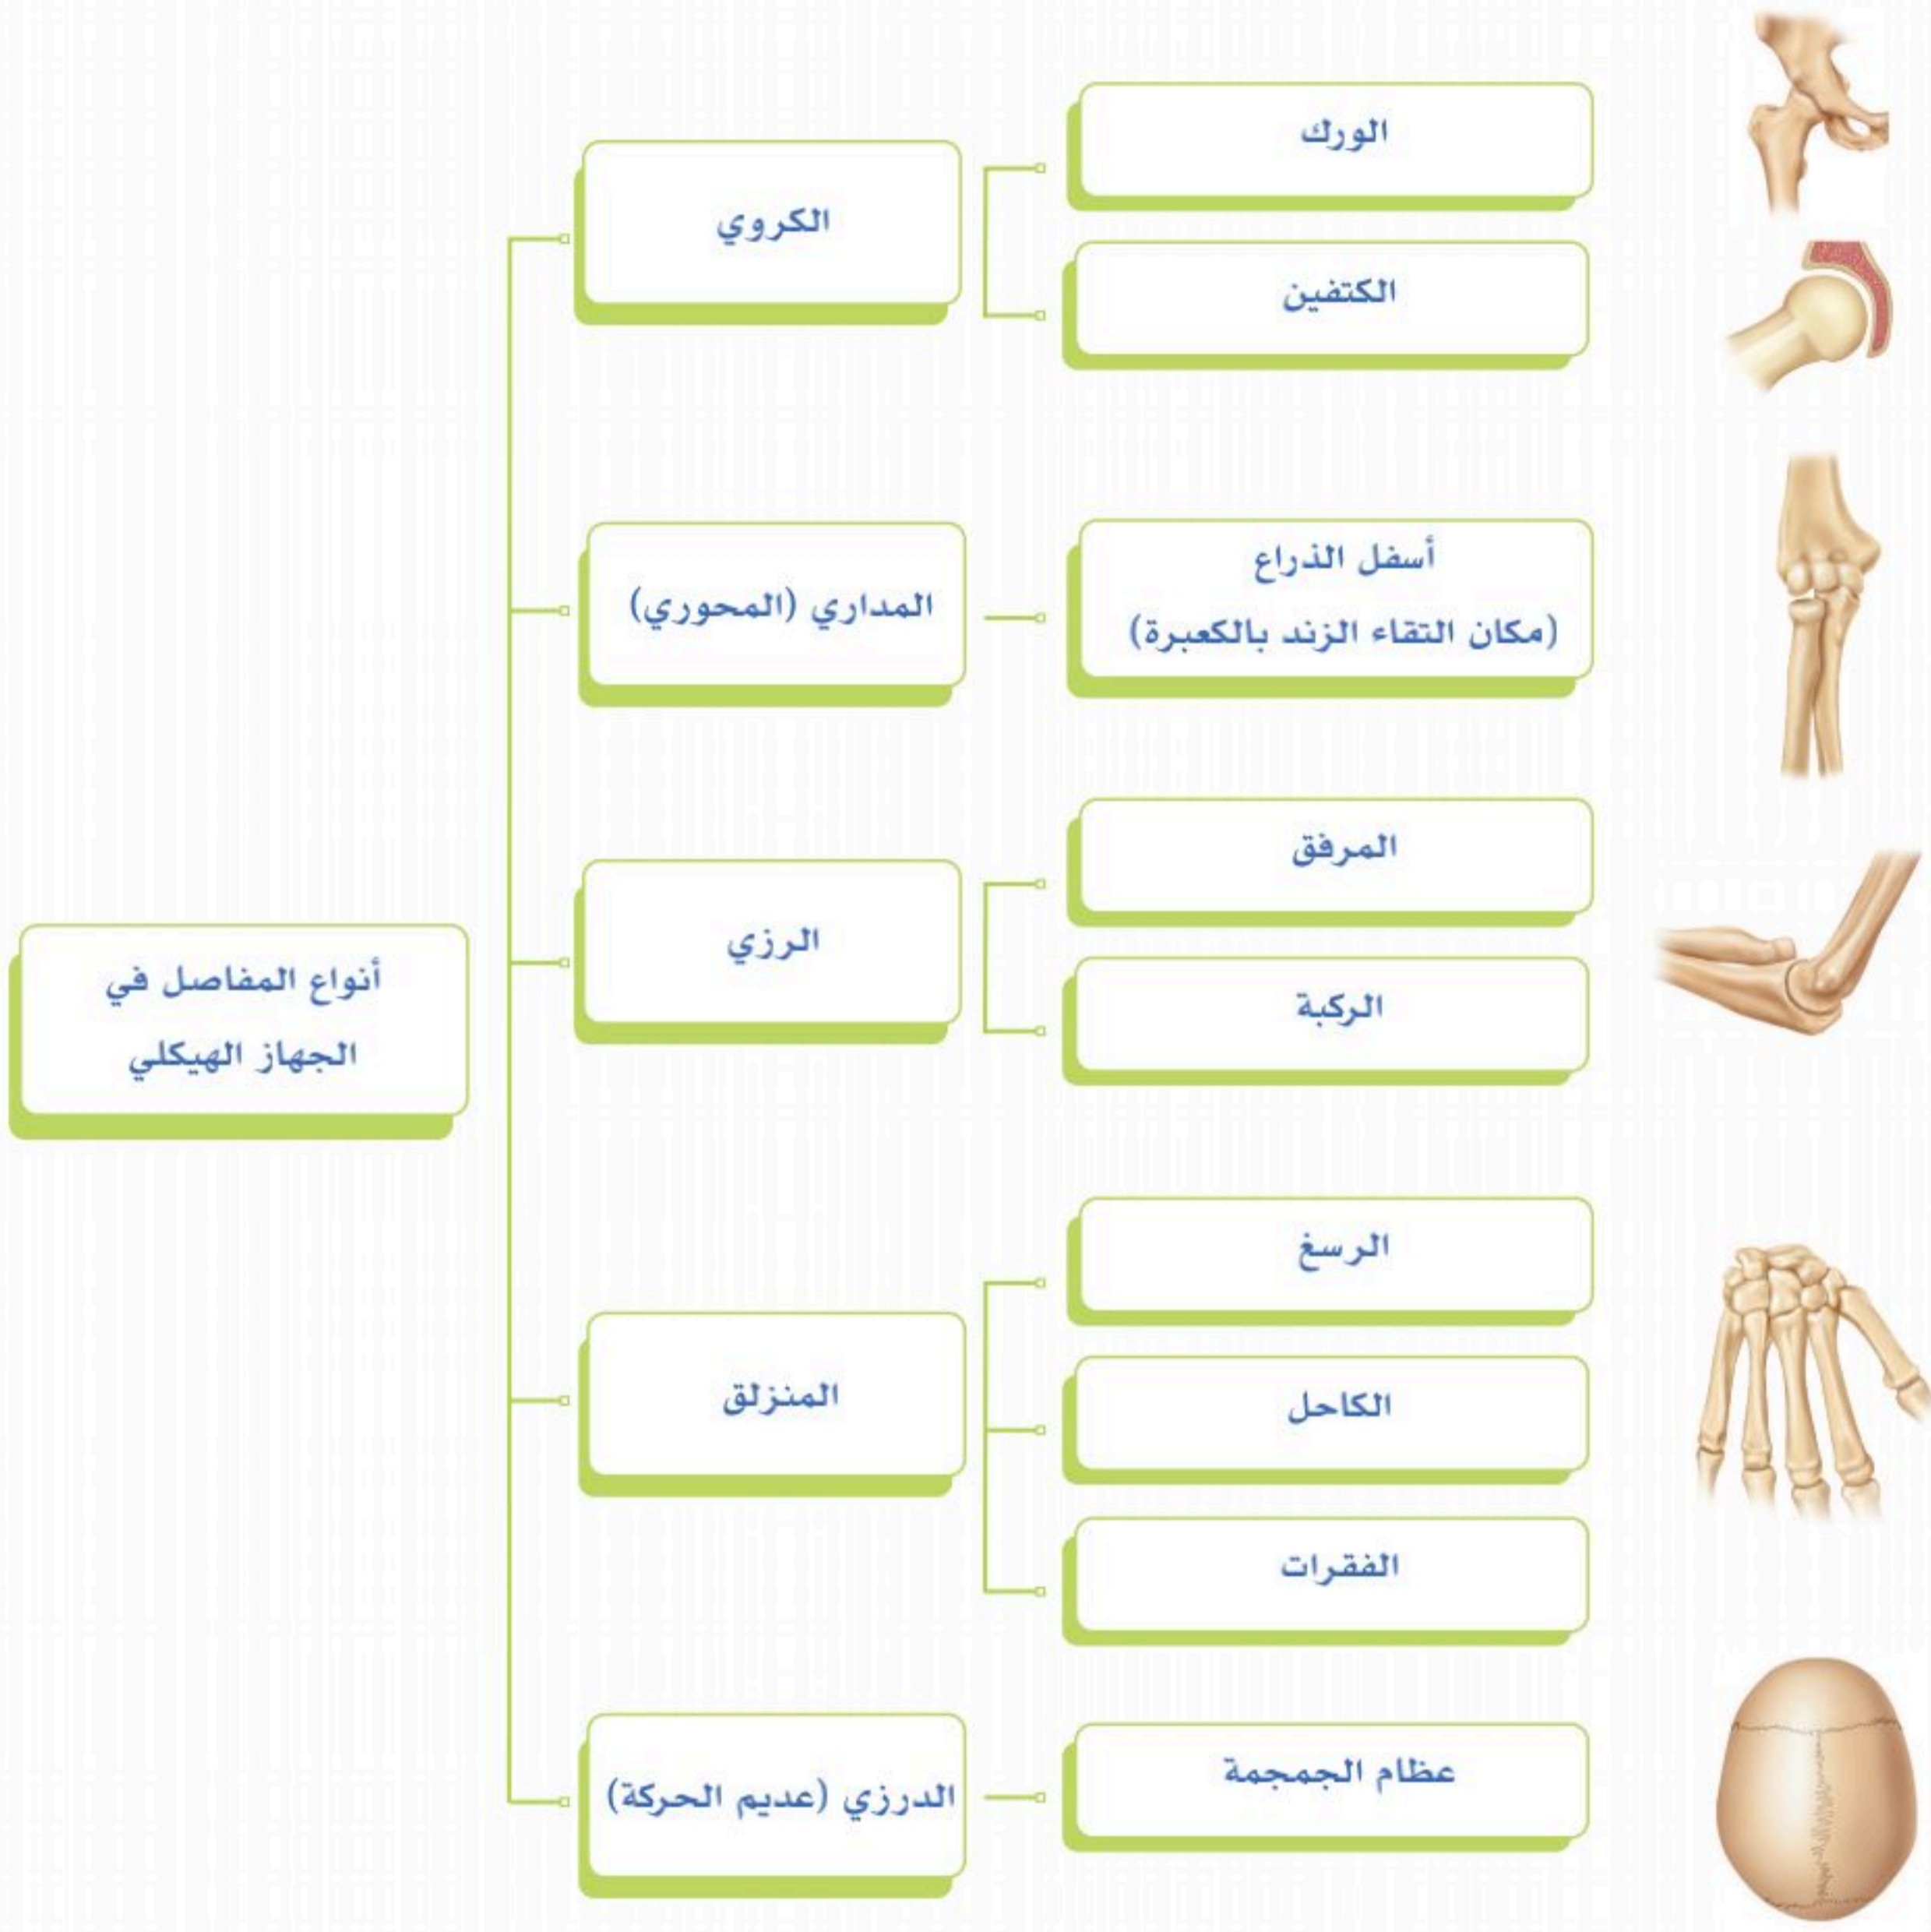 أنواع المفاصل في
الجهاز الهيكلي
الكروي
الورك
الكتفين
المداري (المحوري)
أسفل الذراع
(مكان التقاء الزند بالكعبرة)
الرزي
المرفق
الركبة
المنزلق
الرسغ
الكاحل
الفقرات
الدرزي (عديم الحركة)
عظام الجمجمة